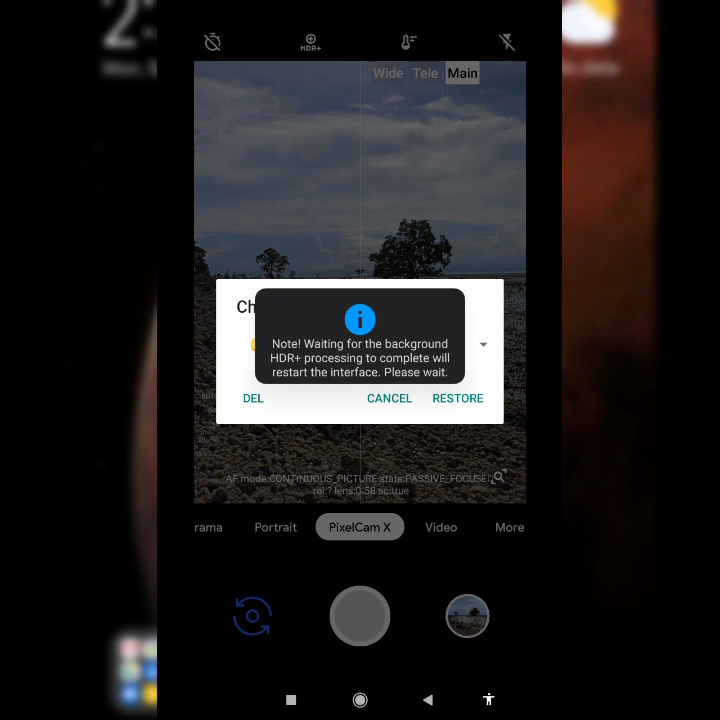 HDR+
Wide Tele Main
Ch
Note! Waiting for the background
HDR+ processing to complete will
restart the interface. Please wait.
DEL CANCEL RESTORE
AF mode:CONTINUOUS_PICTURE state:PASSIVE_FOCUSED
roi:? lens:0.58 sc:true
rama Portrait PixelCam X Video More